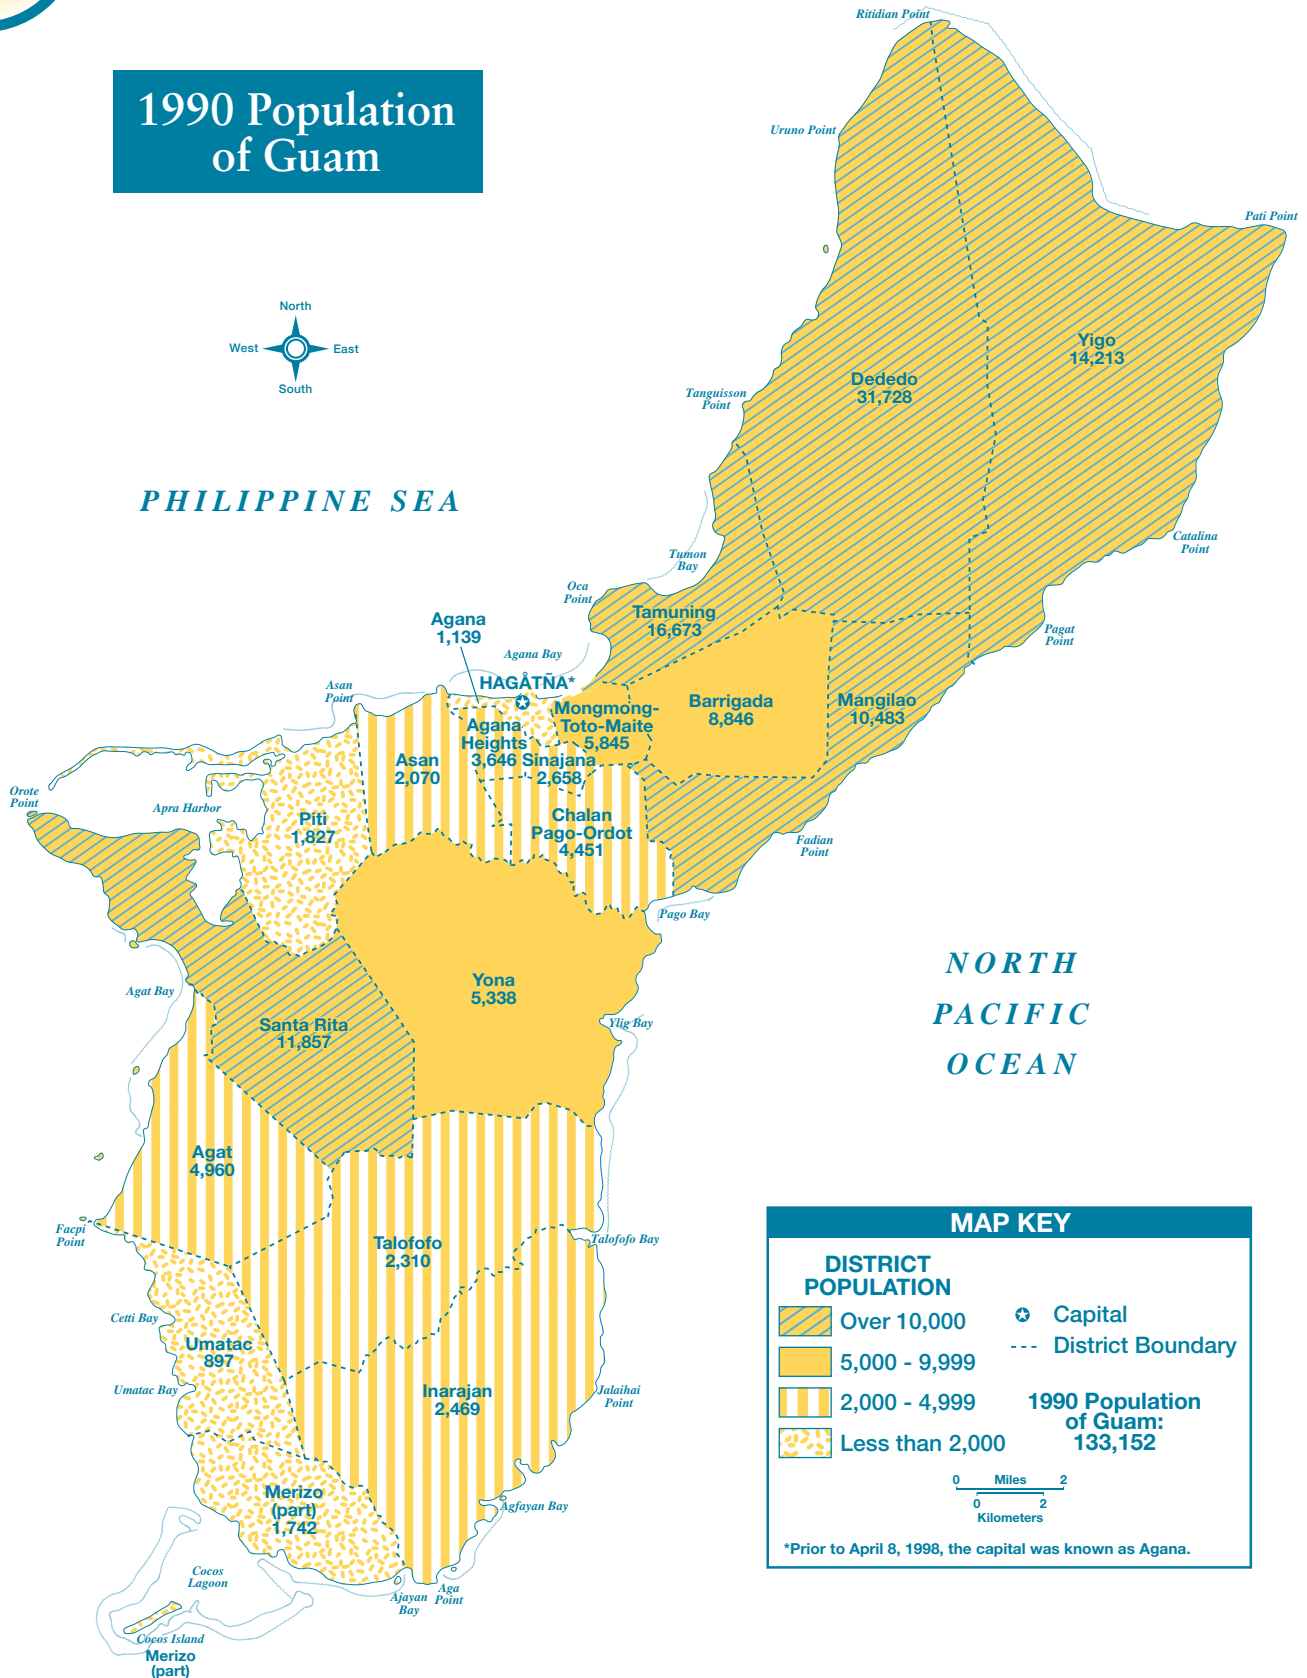 1990 Population
of Guam
North
West
East
South
PHILIPPINE SEA
NORTH
PACIFIC
OCEAN
Ritidian Point
Uruno Point
Pati Point
Yigo
14,213
Dededo
31,728
Tanguisson
Point
Catalina
Point
Tumon
Bay
Oca
Point
Tamuning
16,673
Pagat
Point
Agana
1,139
Agana Bay
HAGÅTÑA*
Asan
Point
Mongmong-
Toto-Maite
5,845
Barrigada
8,846
Mangilao
10,483
Agana
Heights
3,646
Sinajana
2,658
Asan
2,070
Orote
Point
Apra Harbor
Piti
1,827
Chalan
Pago-Ordot
4,451
Fadian
Point
Pago Bay
Yona
5,338
Agat Bay
Santa Rita
11,857
Ylig Bay
Agat
4,960
Facpi
Point
Talofofo
2,310
Talofofo Bay
Cetti Bay
Umatac
897
Umatac Bay
Inarajan
2,469
Jalaihai
Point
Merizo
(part)
1,742
Agfayan Bay
Cocos
Lagoon
Ajayan
Bay
Aga
Point
Cocos Island
Merizo
(part)
MAP KEY
DISTRICT
POPULATION
Over 10,000
5,000 - 9,999
2,000 - 4,999
Less than 2,000
Capital
District Boundary
1990 Population
of Guam:
133,152
0 Miles 2
0 2
Kilometers
*Prior to April 8, 1998, the capital was known as Agana.